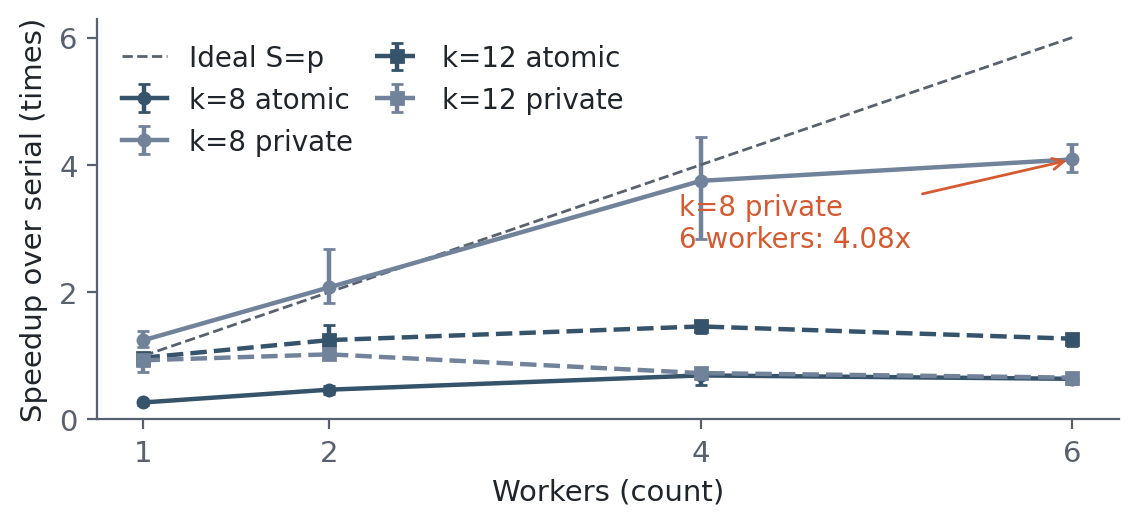 Speedup over serial (times)
6
4
2
0
Ideal S=p
k=8 atomic
k=8 private
k=12 atomic
k=12 private
k=8 private
6 workers: 4.08x
1
2
4
6
Workers (count)